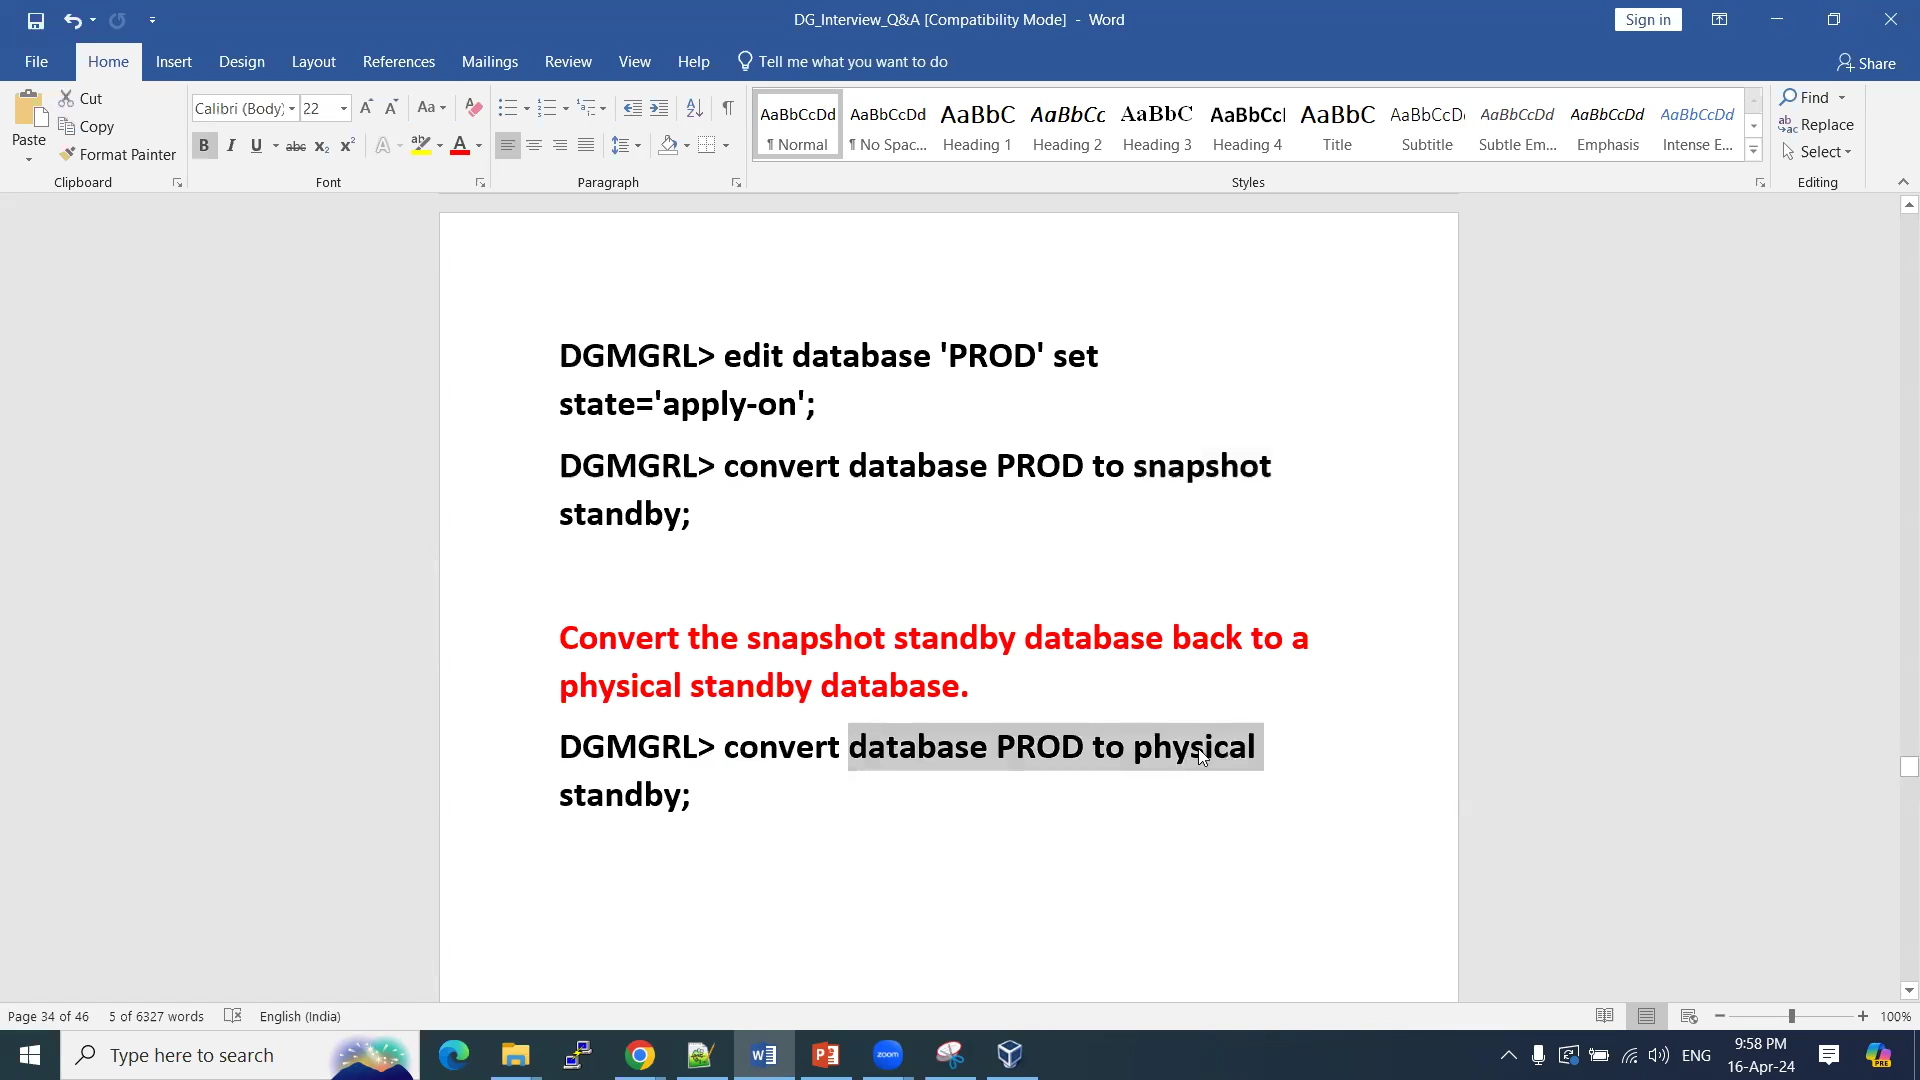 DG_Interview_Q&A [Compatibility Mode] - Word
Sign in
File
Home
Insert
Design
Layout
References
Mailings
Review
View
Help
Tell me what you want to do
Share
Paste
Cut
Copy
Format Painter
Clipboard
Calibri (Body)
22
Font
Paragraph
AaBbCcDd
¶ Normal
AaBbCcDd
¶ No Spac...
AaBbC
Heading 1
AaBbCc
Heading 2
AaBbC
Heading 3
AaBbCcI
Heading 4
AaBbC
Title
AaBbCcD
Subtitle
AaBbCcDd
Subtle Em...
AaBbCcDd
Emphasis
AaBbCcDd
Intense E...
Styles
Find
Replace
Select
Editing
DGMGRL> edit database 'PROD' set
state='apply-on';
DGMGRL> convert database PROD to snapshot
standby;
Convert the snapshot standby database back to a
physical standby database.
DGMGRL> convert database PROD to physical
standby;
Page 34 of 46
5 of 6327 words
English (India)
100%
Type here to search
zoom
ENG
9:58 PM
16-Apr-24
PRE